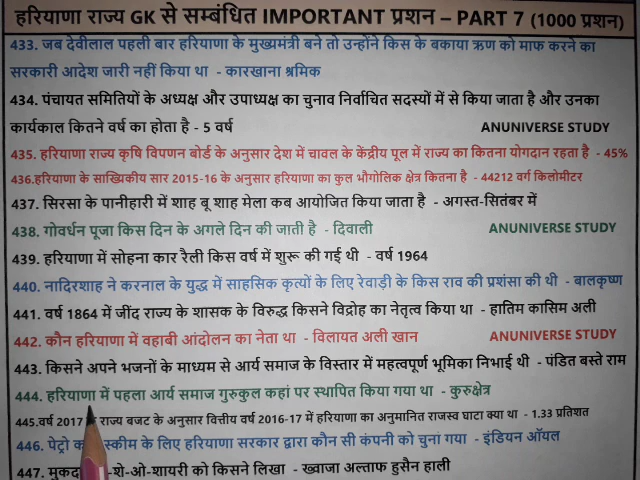 हरियाणा राज्य GK से सम्बंधित IMPORTANT प्रशन – PART 7 (1000 प्रशन)
433. जब देवीलाल पहली बार हरियाणा के मुख्यमंत्री बने तो उन्होंने किस के बकाया ऋण को माफ करने का
सरकारी आदेश जारी नहीं किया था - कारखाना श्रमिक
434. पंचायत समितियों के अध्यक्ष और उपाध्यक्ष का चुनाव निर्वाचित सदस्यों में से किया जाता है और उनका
कार्यकाल कितने वर्ष का होता है - 5 वर्ष ANUNIVERSE STUDY
435. हरियाणा राज्य कृषि विपणन बोर्ड के अनुसार देश में चावल के केंद्रीय पूल में राज्य का कितना योगदान रहता है - 45%
436.हरियाणा के साख्यिकीय सार 2015-16 के अनुसार हरियाणा का कुल भौगोलिक क्षेत्र कितना है - 44212 वर्ग किलोमीटर
437. सिरसा के पानीहारी में शाह बू शाह मेला कब आयोजित किया जाता है - अगस्त-सितंबर में
438. गोवर्धन पूजा किस दिन के अगले दिन की जाती है - दिवाली ANUNIVERSE STUDY
439. हरियाणा में सोहना कार रैली किस वर्ष में शुरू की गई थी - वर्ष 1964
440. नादिरशाह ने करनाल के युद्ध में साहसिक कृत्यों के लिए रेवाड़ी के किस राव की प्रशंसा की थी - बालकृष्ण
441. वर्ष 1864 में जींद राज्य के शासक के विरुद्ध किसने विद्रोह का नेतृत्व किया था - हातिम कासिम अली
442. कौन हरियाणा में वहाबी आंदोलन का नेता था - विलायत अली खान ANUNIVERSE STUDY
443. किसने अपने भजनों के माध्यम से आर्य समाज के विस्तार में महत्वपूर्ण भूमिका निभाई थी - पंडित बस्ते राम
444. हरियाणा में पहला आर्य समाज गुरुकुल कहां पर स्थापित किया गया था - कुरुक्षेत्र
445.वर्ष 2017 राज्य बजट के अनुसार वित्तीय वर्ष 2016-17 में हरियाणा का अनुमानित राजस्व घाटा क्या था - 1.33 प्रतिशत
446. पेट्रो स्कीम के लिए हरियाणा सरकार द्वारा कौन सी कंपनी को चुना गया - इंडियन ऑयल
447. -शे-ओ-शायरी को किसने लिखा - ख्वाजा अल्ताफ हुसैन हाली